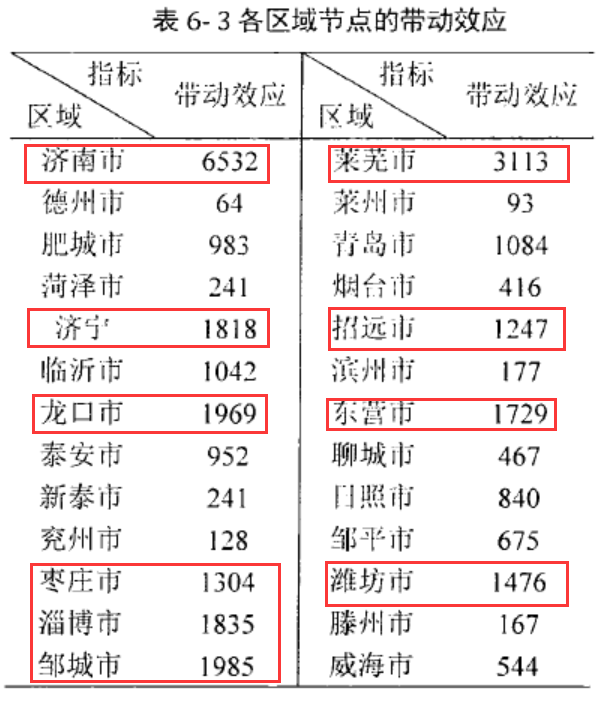 表 6-3 各区域节点的带动效应
指标 区域 带动效应 指标 区域 带动效应
济南市 6532 莱芜市 3113
德州市 64 莱州市 93
肥城市 983 青岛市 1084
菏泽市 241 烟台市 416
济宁 1818 招远市 1247
临沂市 1042 滨州市 177
龙口市 1969 东营市 1729
泰安市 952 聊城市 467
新泰市 241 日照市 840
兖州市 128 邹平市 675
枣庄市 1304 潍坊市 1476
淄博市 1835 滕州市 167
邹城市 1985 威海市 544